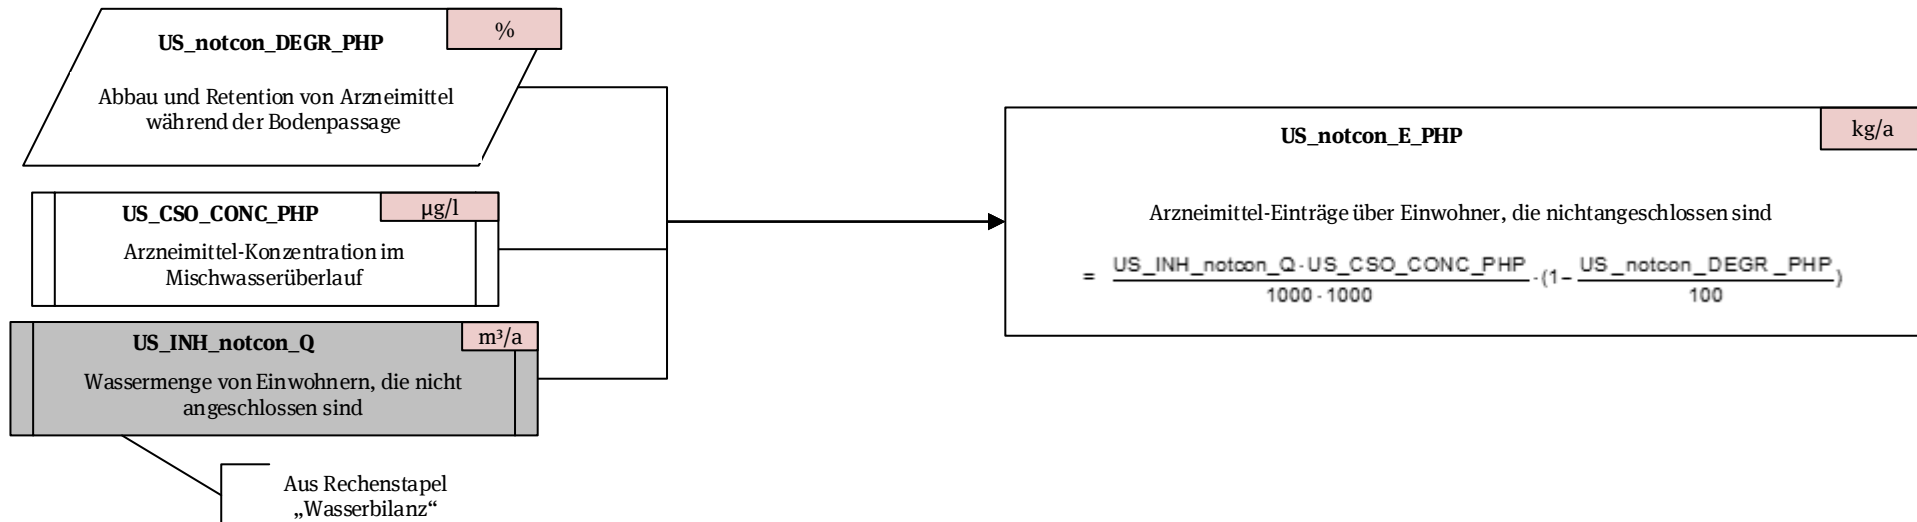 US_notcon_DEGR_PHP
%
Abbau und Retention von Arzneimittel
während der Bodenpassage
US_CSO_CONC_PHP
µg/l
Arzneimittel-Konzentration im
Mischwasserüberlauf
US_INH_notcon_Q
m³/a
Wassermenge von Einwohnern, die nicht
angeschlossen sind
Aus Rechenstapel
„Wasserbilanz“
US_notcon_E_PHP
kg/a
Arzneimittel-Einträge über Einwohner, die nichtangeschlossen sind
= US_INH_notcon_Q·US_CSO_CONC_PHP / 1000·1000 ·(1− US_notcon_DEGR_PHP / 100)